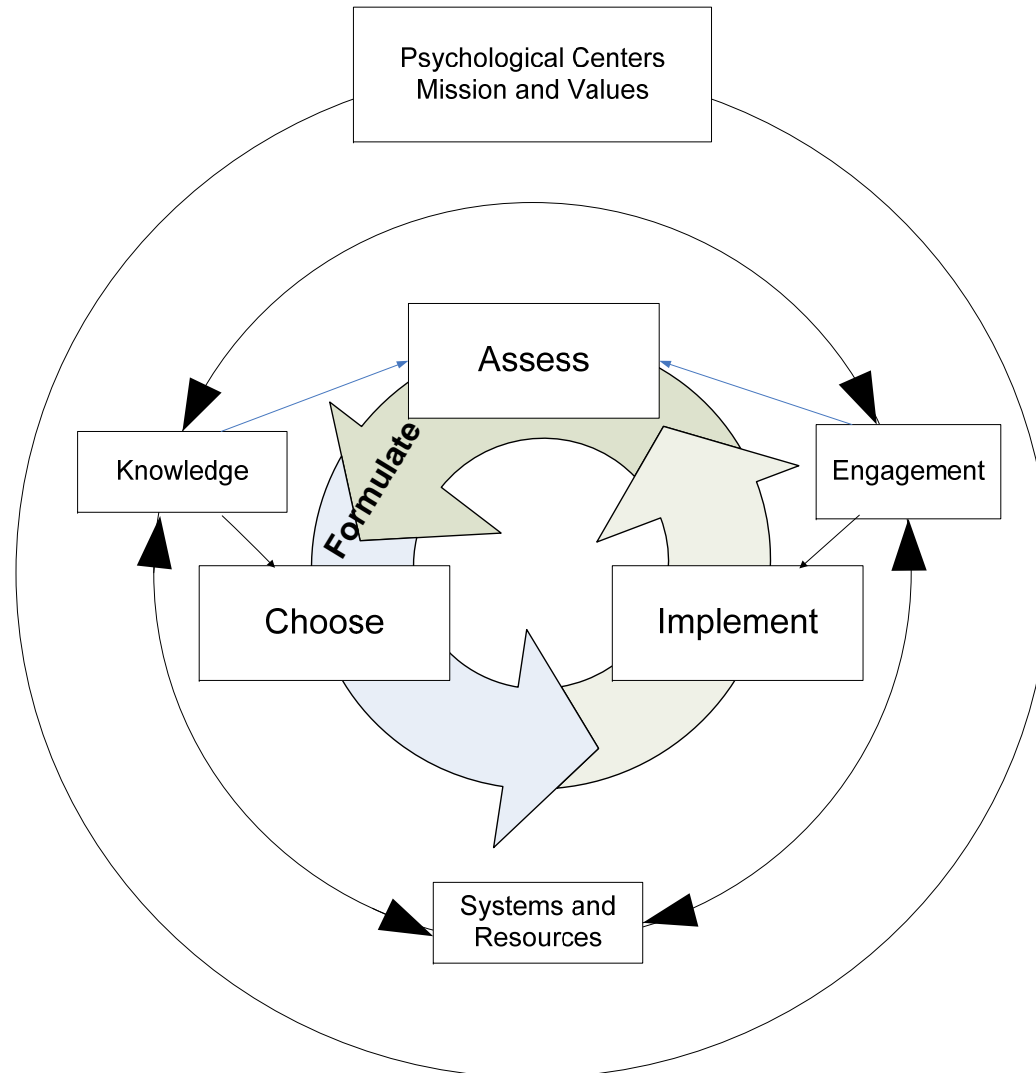 Psychological Centers
Mission and Values
Assess
Formulate
Knowledge
Engagement
Choose
Implement
Systems and
Resources